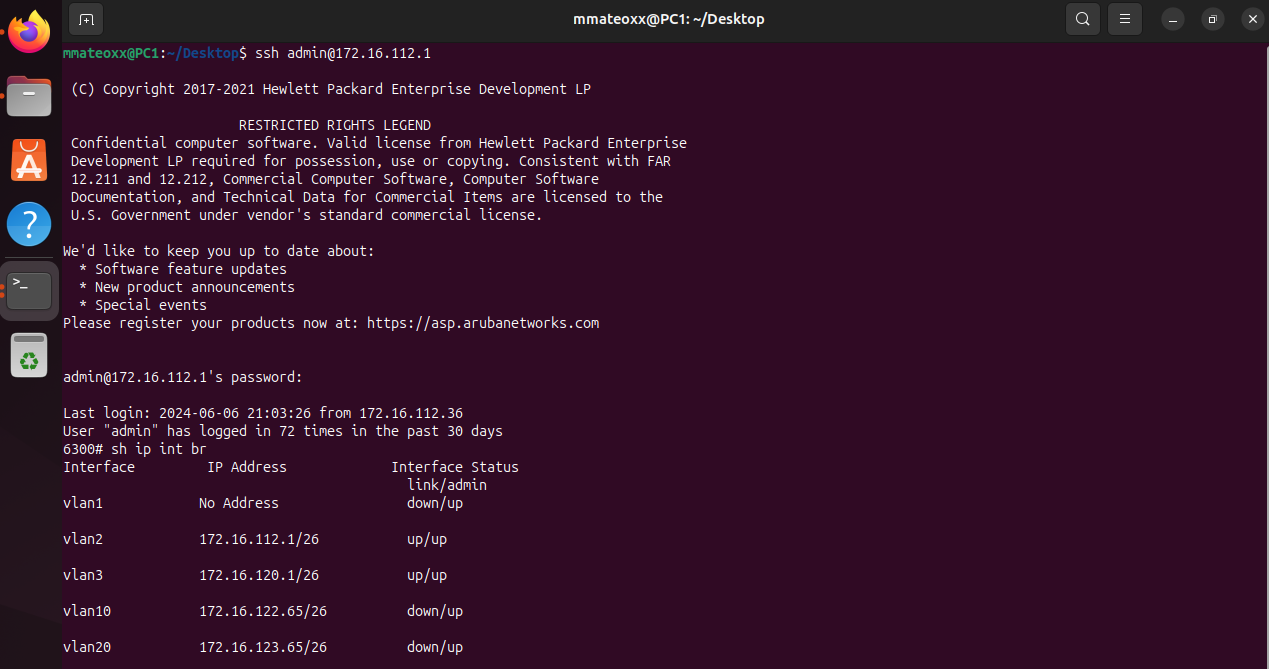 mmateoxx@PC1: ~/Desktop
mmateoxx@PC1:~/Desktop$ ssh admin@172.16.112.1
(C) Copyright 2017-2021 Hewlett Packard Enterprise Development LP
RESTRICTED RIGHTS LEGEND
Confidential computer software. Valid license from Hewlett Packard Enterprise
Development LP required for possession, use or copying. Consistent with FAR
12.211 and 12.212, Commercial Computer Software, Computer Software
Documentation, and Technical Data for Commercial Items are licensed to the
U.S. Government under vendor's standard commercial license.
We'd like to keep you up to date about:
* Software feature updates
* New product announcements
* Special events
Please register your products now at: https://asp.arubanetworks.com
admin@172.16.112.1's password:
Last login: 2024-06-06 21:03:26 from 172.16.112.36
User "admin" has logged in 72 times in the past 30 days
6300# sh ip int br
Interface IP Address Interface Status
link/admin
vlan1 No Address down/up
vlan2 172.16.112.1/26 up/up
vlan3 172.16.120.1/26 up/up
vlan10 172.16.122.65/26 down/up
vlan20 172.16.123.65/26 down/up